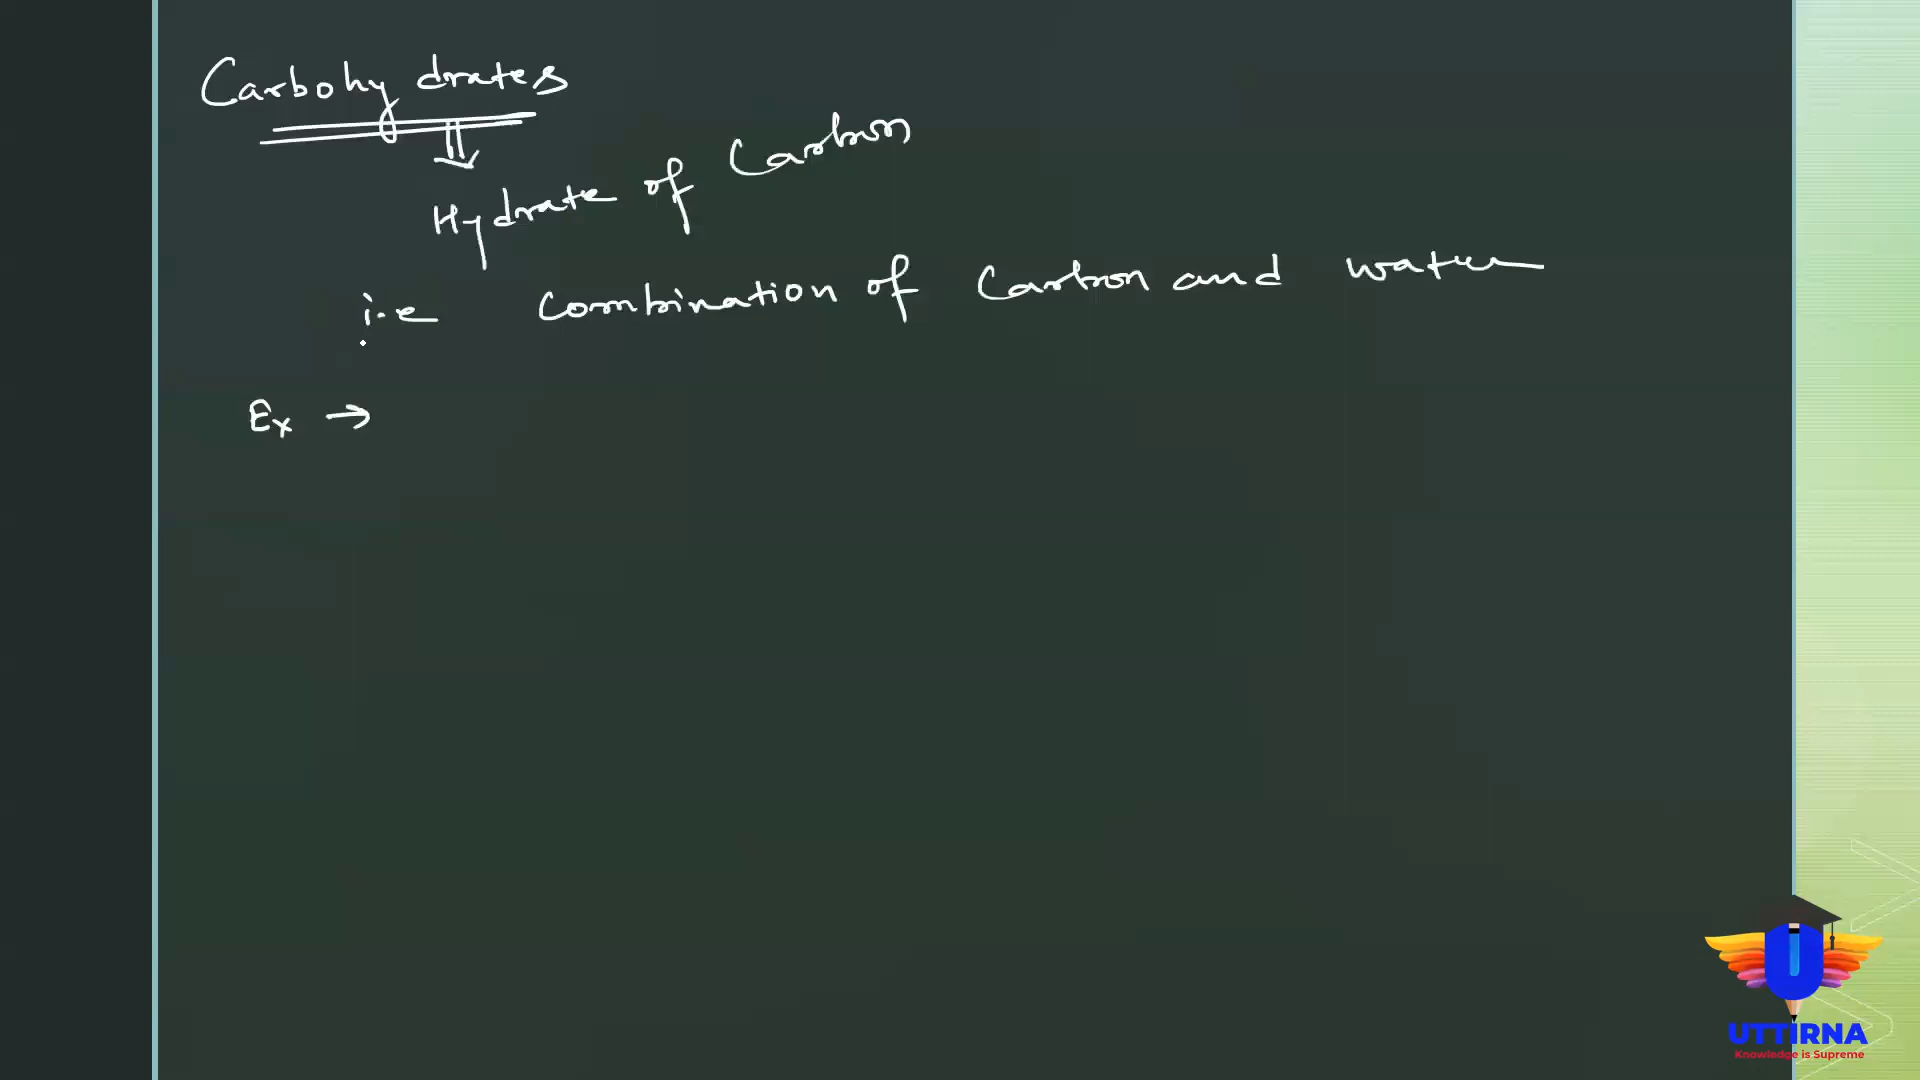 Carbohydrates
Hydrate of Carbon
i.e combination of Carbon and water
Ex →
UTTIRNA
Knowledge is Supreme